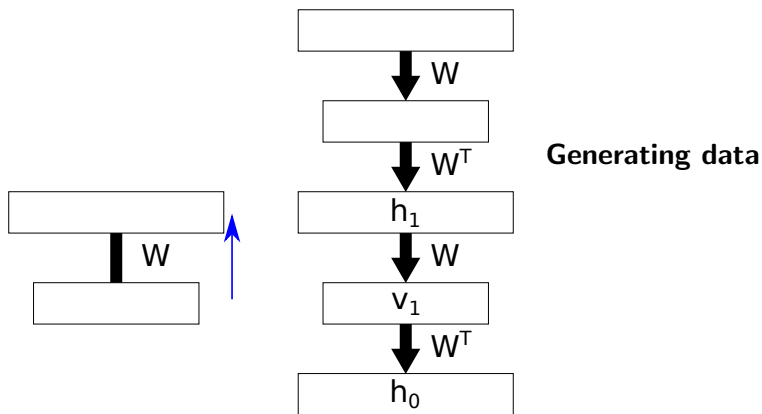 W
W^T
Generating data
h_1
W
W
v_1
W^T
h_0